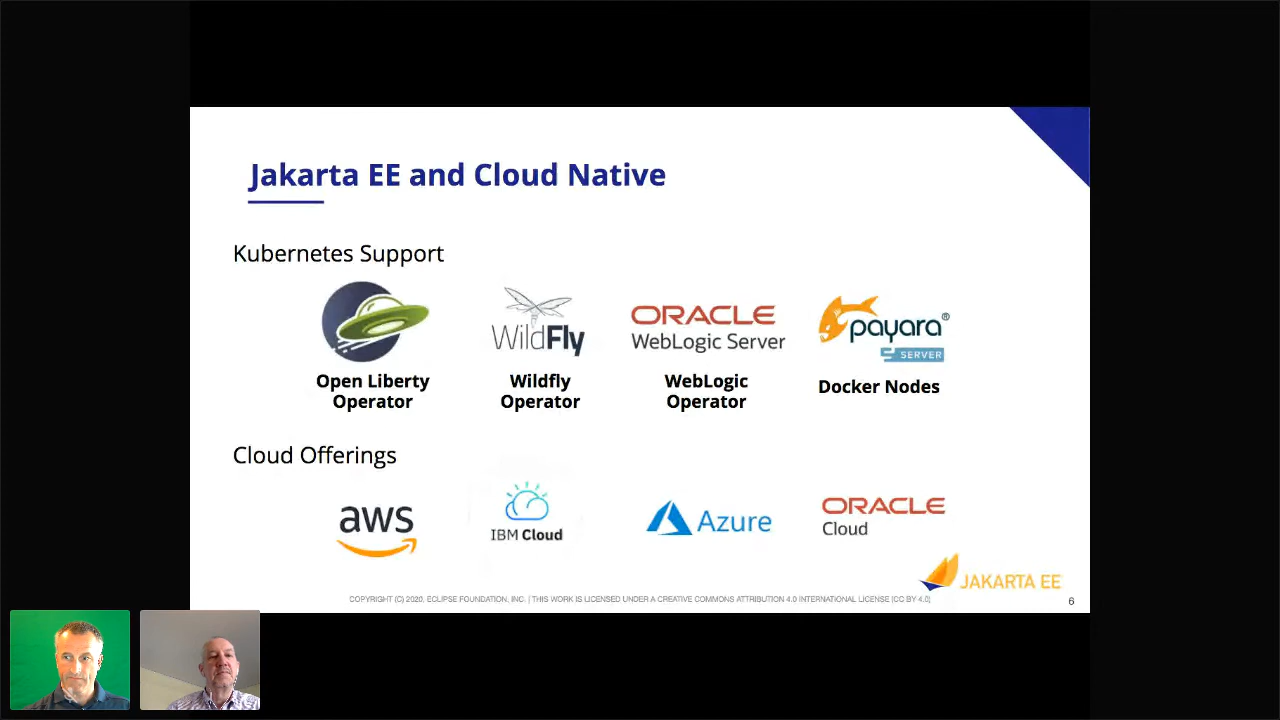 Jakarta EE and Cloud Native
Kubernetes Support
WildFly
ORACLE
WebLogic Server
payara®
SERVER
Open Liberty
Operator
Wildfly
Operator
WebLogic
Operator
Docker Nodes
Cloud Offerings
aws
IBM Cloud
Azure
ORACLE
Cloud
JAKARTA EE
COPYRIGHT (C) 2020, ECLIPSE FOUNDATION, INC. | THIS WORK IS LICENSED UNDER A CREATIVE COMMONS ATTRIBUTION 4.0 INTERNATIONAL LICENSE (CC BY 4.0)
6